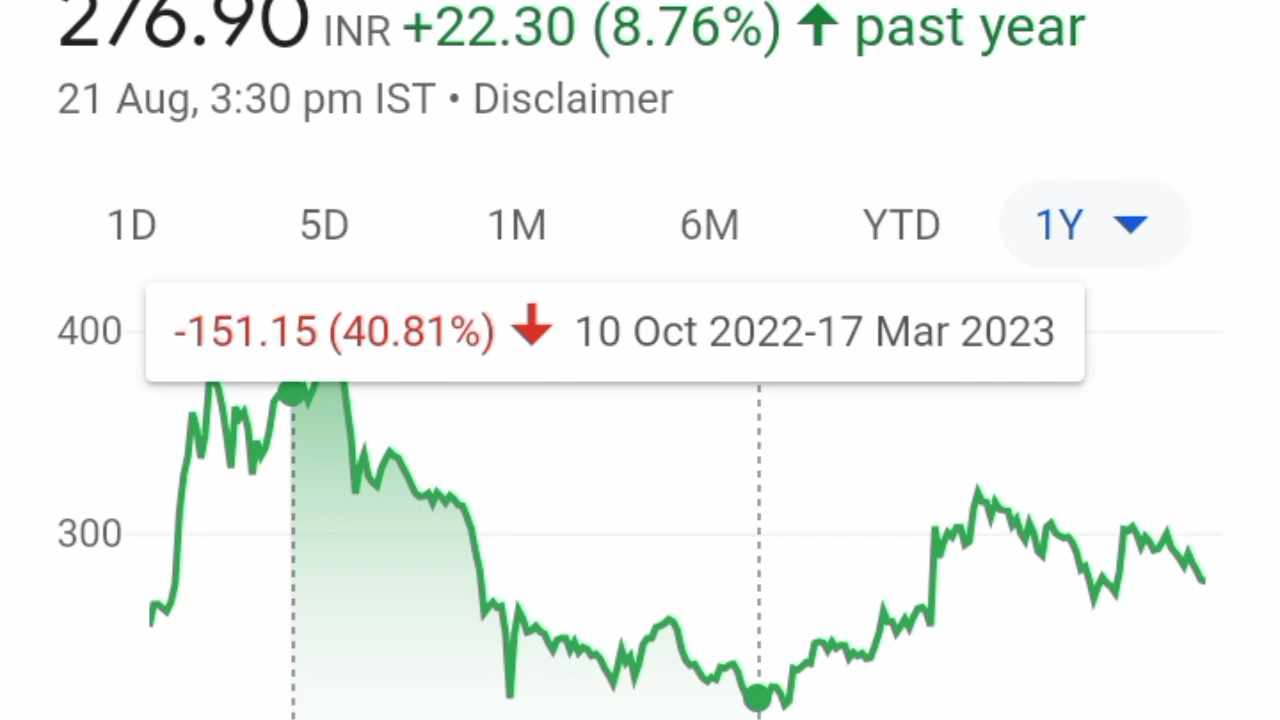 276.90 INR +22.30 (8.76%) ↑ past year
21 Aug, 3:30 pm IST • Disclaimer
1D 5D 1M 6M YTD 1Y
400
-151.15 (40.81%) ↓ 10 Oct 2022-17 Mar 2023
300